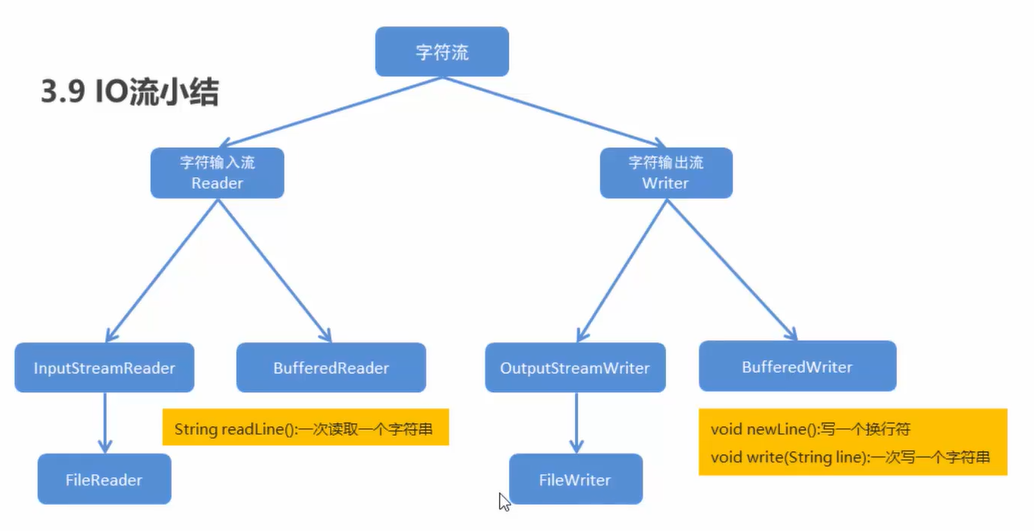 字符流
3.9 IO流小结
字符输入流
Reader
字符输出流
Writer
InputStreamReader
BufferedReader
OutputStreamWriter
BufferedWriter
String readLine():一次读取一个字符串
void newLine():写一个换行符
void write(String line):一次写一个字符串
FileReader
FileWriter